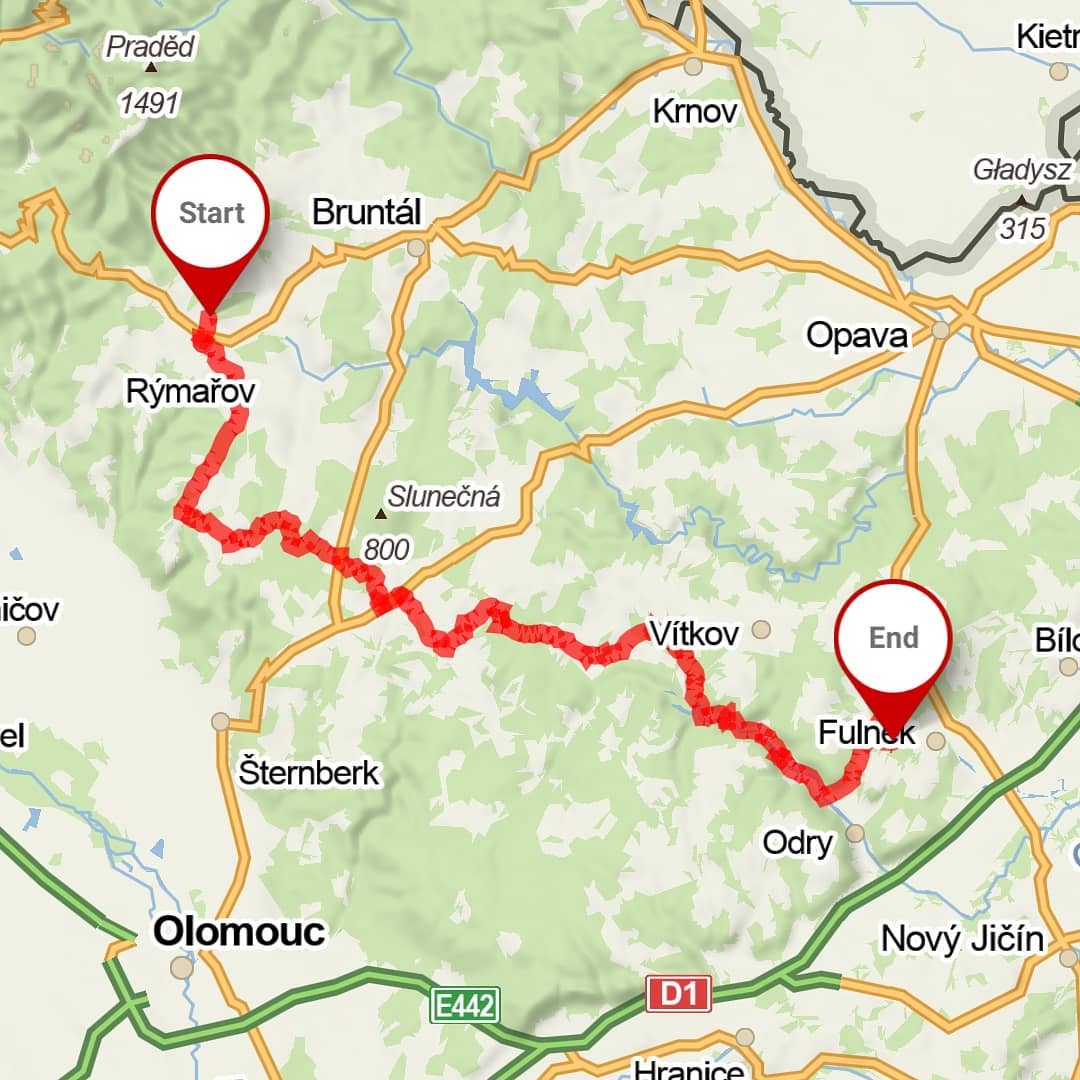 Praděd
1491
Kietr
Krnov
Gładysz
315
Start
Bruntál
Opava
Rýmařov
Slunečná
800
ičov
Vítkov
End
Bílo
el
Fulnek
Šternberk
Odry
Olomouc
Nový Jičín
E442
D1
Hranice